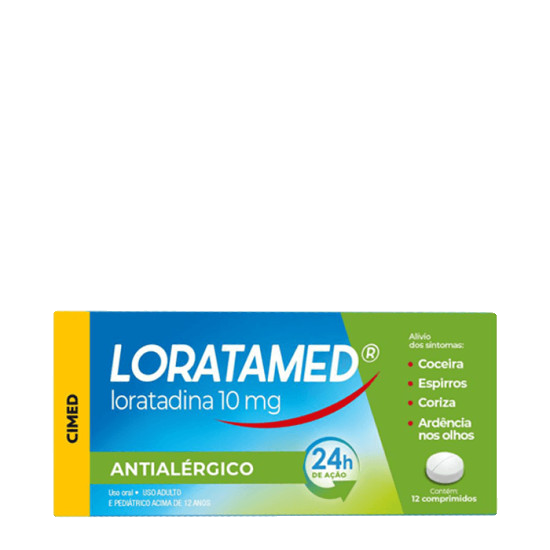 CIMED
LORATAMED®
loratadina 10 mg
ANTIALÉRGICO
Uso oral • USO ADULTO
E PEDIÁTRICO ACIMA DE 12 ANOS
24h
DE AÇÃO
Alívio
dos sintomas:
• Coceira
• Espirros
• Coriza
• Ardência
nos olhos
Contém
12 comprimidos